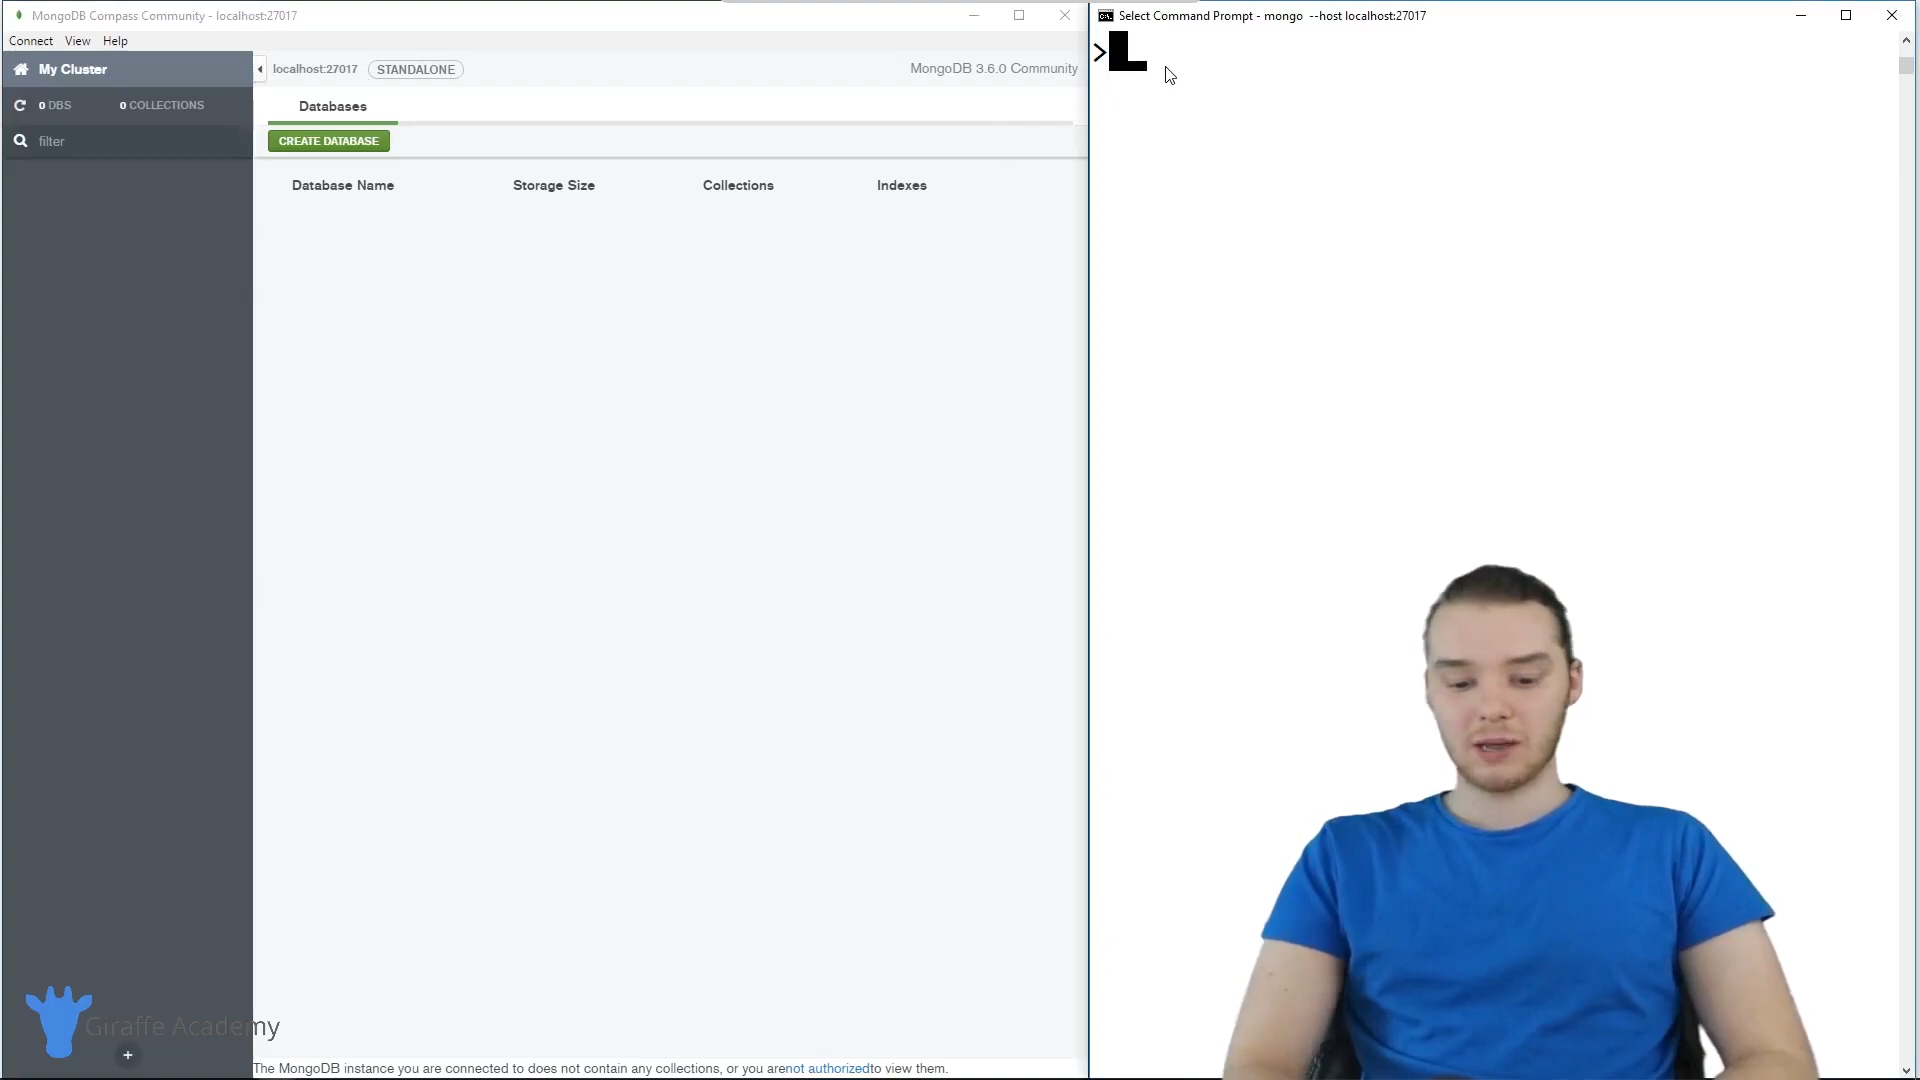 MongoDB Compass Community - localhost:27017
Connect View Help
My Cluster
0 DBS 0 COLLECTIONS
filter
localhost:27017 STANDALONE MongoDB 3.6.0 Community
Databases
CREATE DATABASE
Database Name Storage Size Collections Indexes
Giraffe Academy
+
The MongoDB instance you are connected to does not contain any collections, or you arenot authorizedto view them.
Select Command Prompt - mongo --host localhost:27017
>